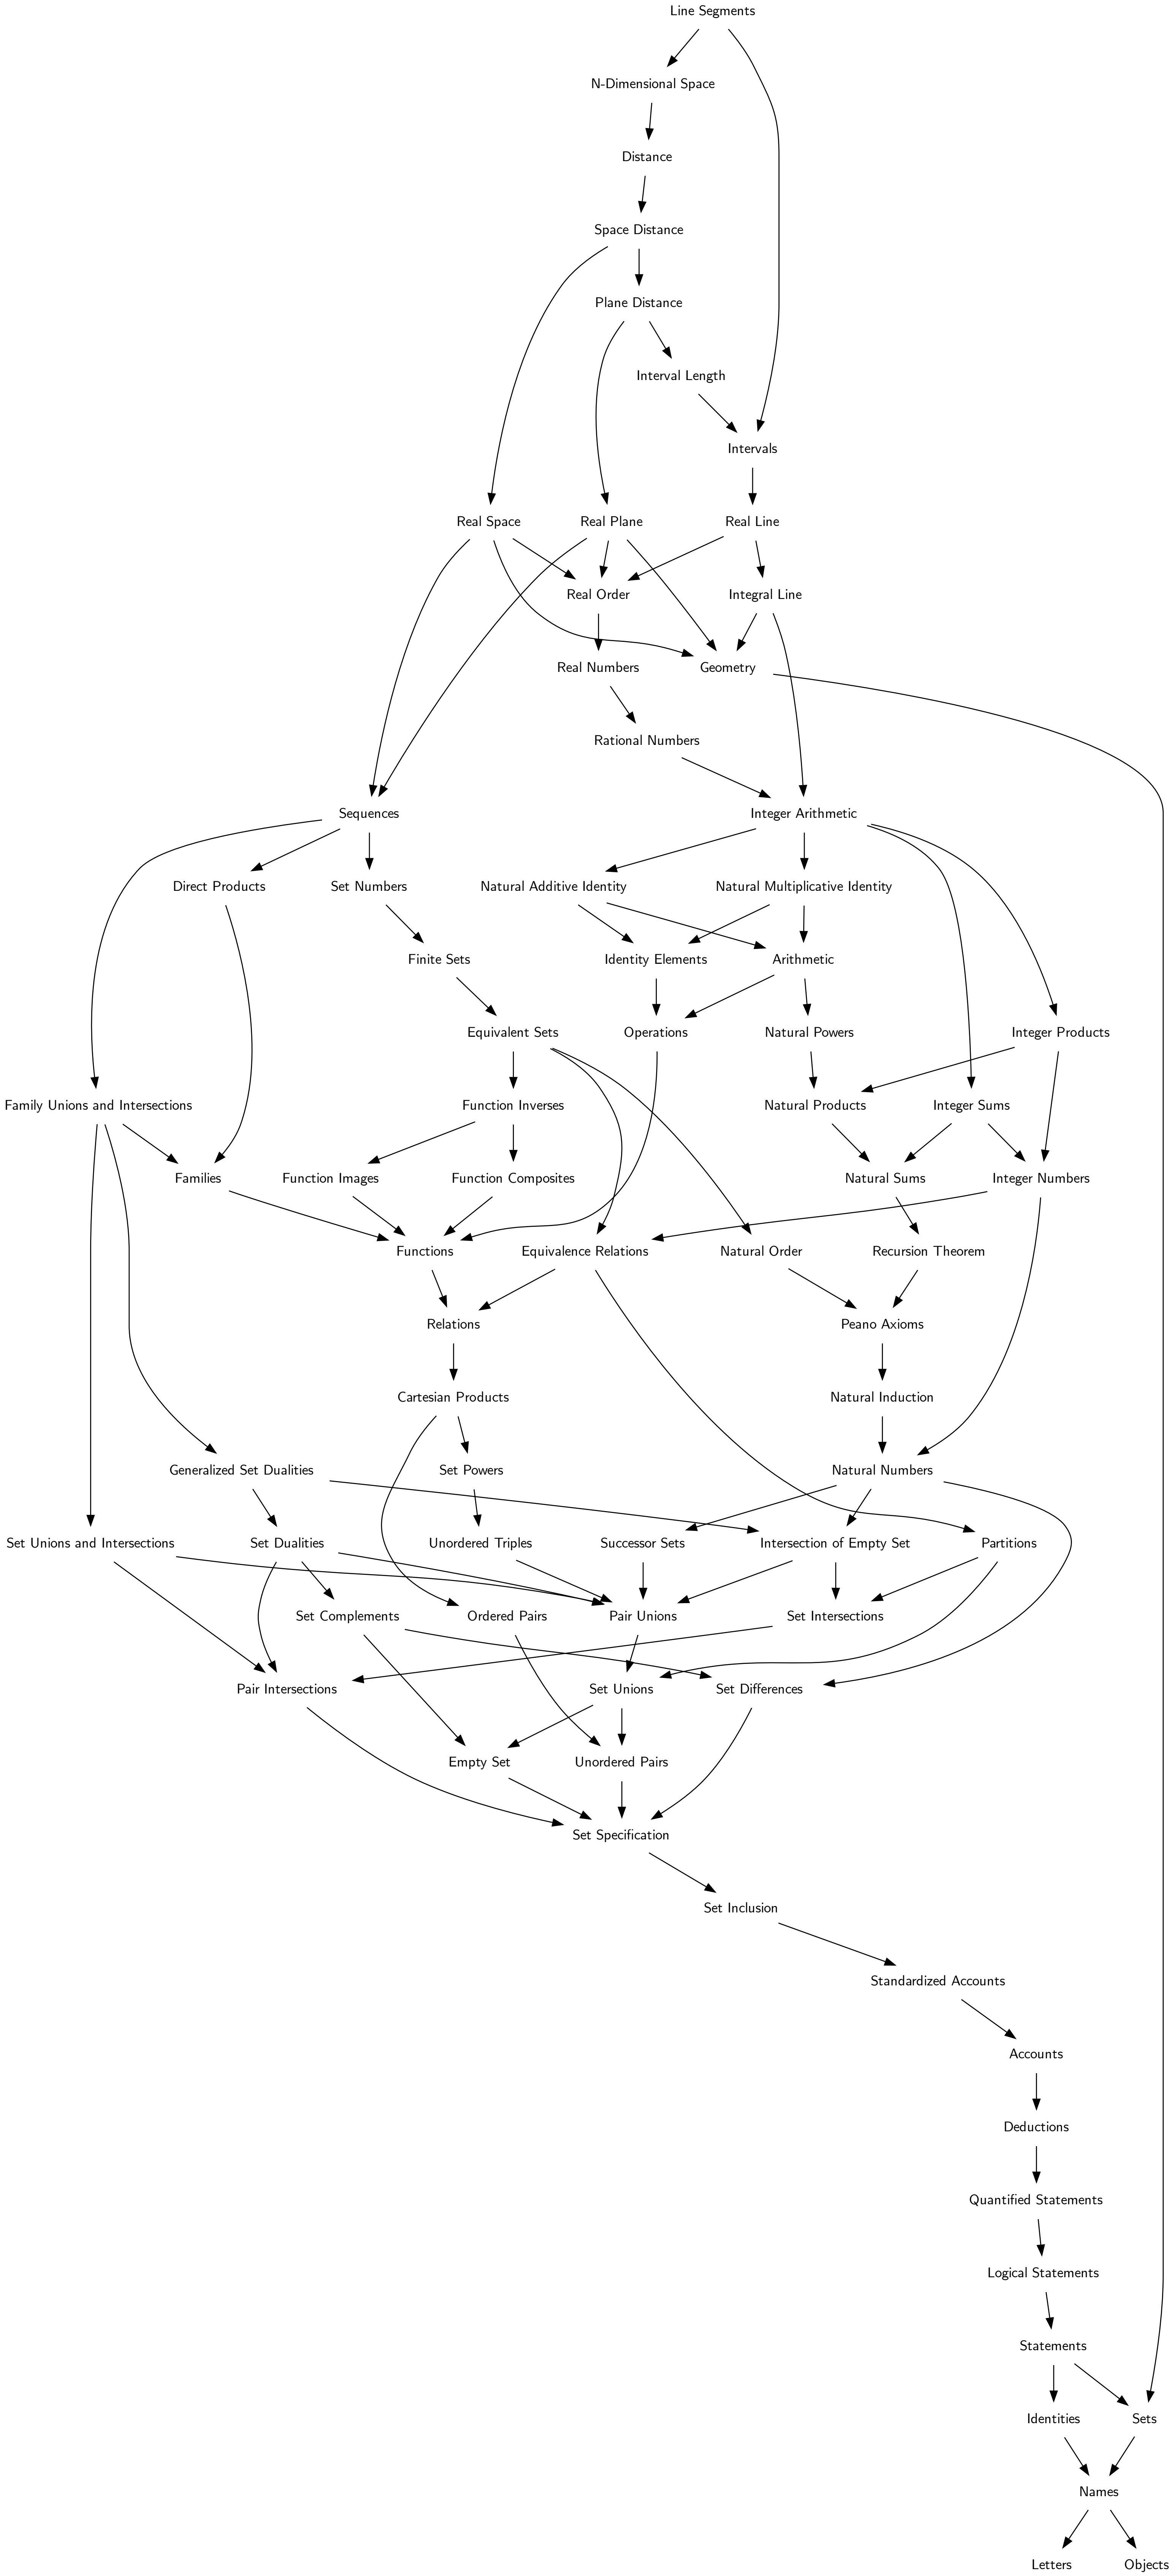 Line Segments
N-Dimensional Space
Distance
Space Distance
Plane Distance
Interval Length
Intervals
Real Space
Real Plane
Real Line
Real Order
Integral Line
Real Numbers
Geometry
Rational Numbers
Sequences
Integer Arithmetic
Direct Products
Set Numbers
Natural Additive Identity
Natural Multiplicative Identity
Finite Sets
Identity Elements
Arithmetic
Equivalent Sets
Operations
Natural Powers
Integer Products
Family Unions and Intersections
Function Inverses
Natural Products
Integer Sums
Families
Function Images
Function Composites
Natural Sums
Integer Numbers
Functions
Equivalence Relations
Natural Order
Recursion Theorem
Relations
Peano Axioms
Cartesian Products
Natural Induction
Generalized Set Dualities
Set Powers
Natural Numbers
Set Unions and Intersections
Set Dualities
Unordered Triples
Successor Sets
Intersection of Empty Set
Partitions
Set Complements
Ordered Pairs
Pair Unions
Set Intersections
Pair Intersections
Set Unions
Set Differences
Empty Set
Unordered Pairs
Set Specification
Set Inclusion
Standardized Accounts
Accounts
Deductions
Quantified Statements
Logical Statements
Statements
Identities
Sets
Names
Letters
Objects